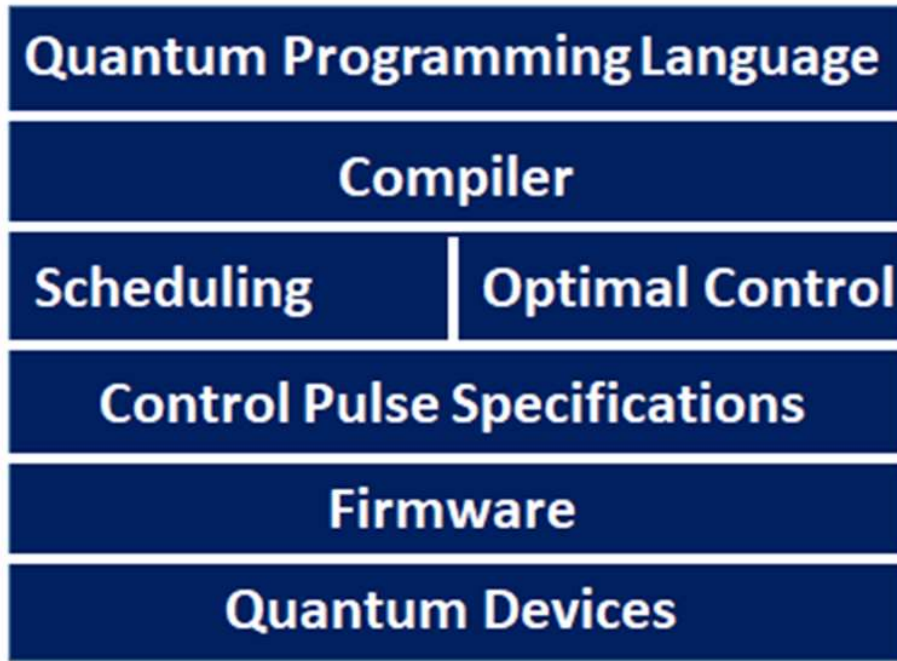 Quantum Programming Language
Compiler
Scheduling
Optimal Control
Control Pulse Specifications
Firmware
Quantum Devices